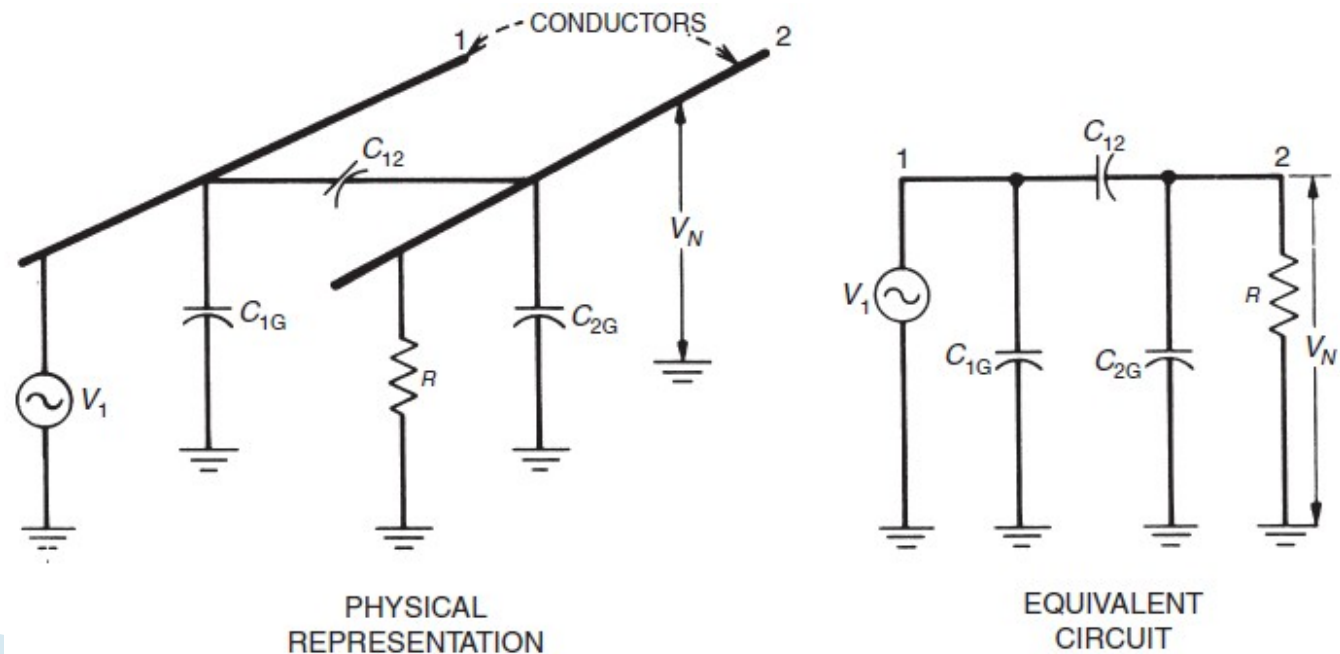 CONDUCTORS
1
2
C12
VN
C1G
C2G
R
V1
PHYSICAL
REPRESENTATION
1
C12
2
V1
C1G
C2G
R
VN
EQUIVALENT
CIRCUIT